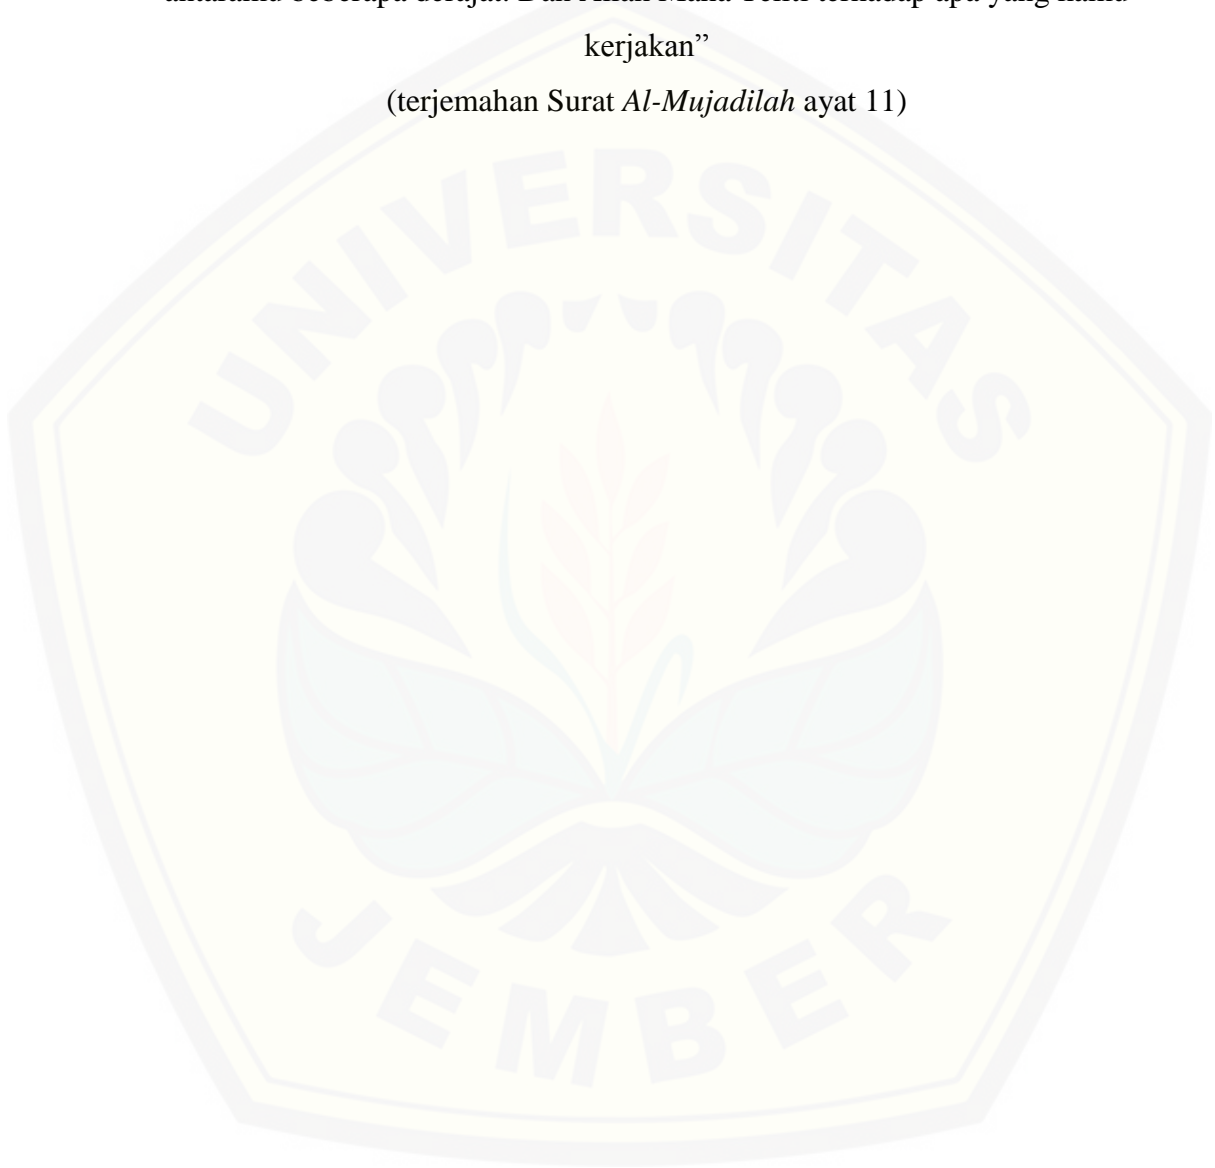 kerjakan”
(terjemahan Surat Al-Mujadilah ayat 11)
UNIVERSITAS
JEMBER